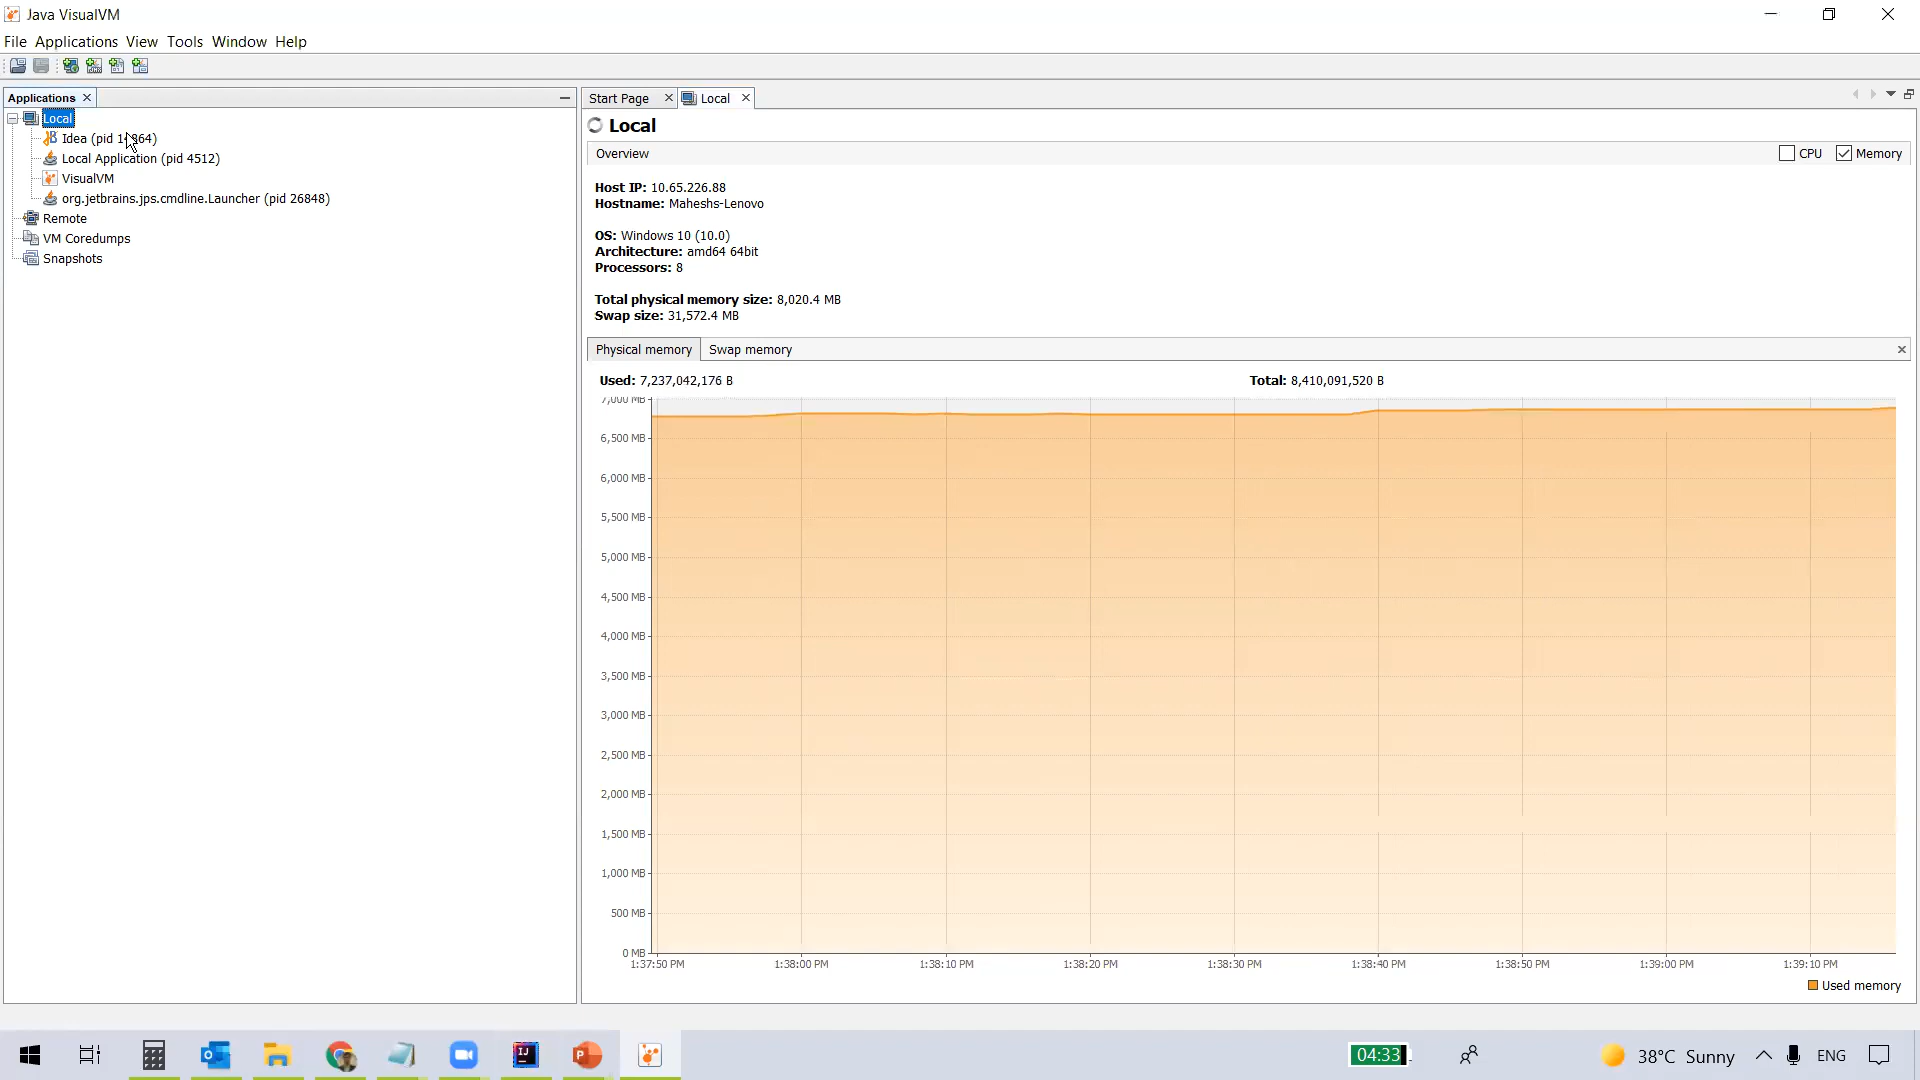 Java VisualVM
File Applications View Tools Window Help
Applications
Local
Idea (pid 864)
Local Application (pid 4512)
VisualVM
org.jetbrains.jps.cmdline.Launcher (pid 26848)
Remote
VM Coredumps
Snapshots
Start Page
Local
Local
Overview
CPU
Memory
Host IP: 10.65.226.88
Hostname: Maheshs-Lenovo
OS: Windows 10 (10.0)
Architecture: amd64 64bit
Processors: 8
Total physical memory size: 8,020.4 MB
Swap size: 31,572.4 MB
Physical memory
Swap memory
Used: 7,237,042,176 B
Total: 8,410,091,520 B
7,000 MB
6,500 MB
6,000 MB
5,500 MB
5,000 MB
4,500 MB
4,000 MB
3,500 MB
3,000 MB
2,500 MB
2,000 MB
1,500 MB
1,000 MB
500 MB
0 MB
1:37:50 PM 1:38:00 PM 1:38:10 PM 1:38:20 PM 1:38:30 PM 1:38:40 PM 1:38:50 PM 1:39:00 PM 1:39:10 PM
Used memory
04:33
38°C Sunny
ENG